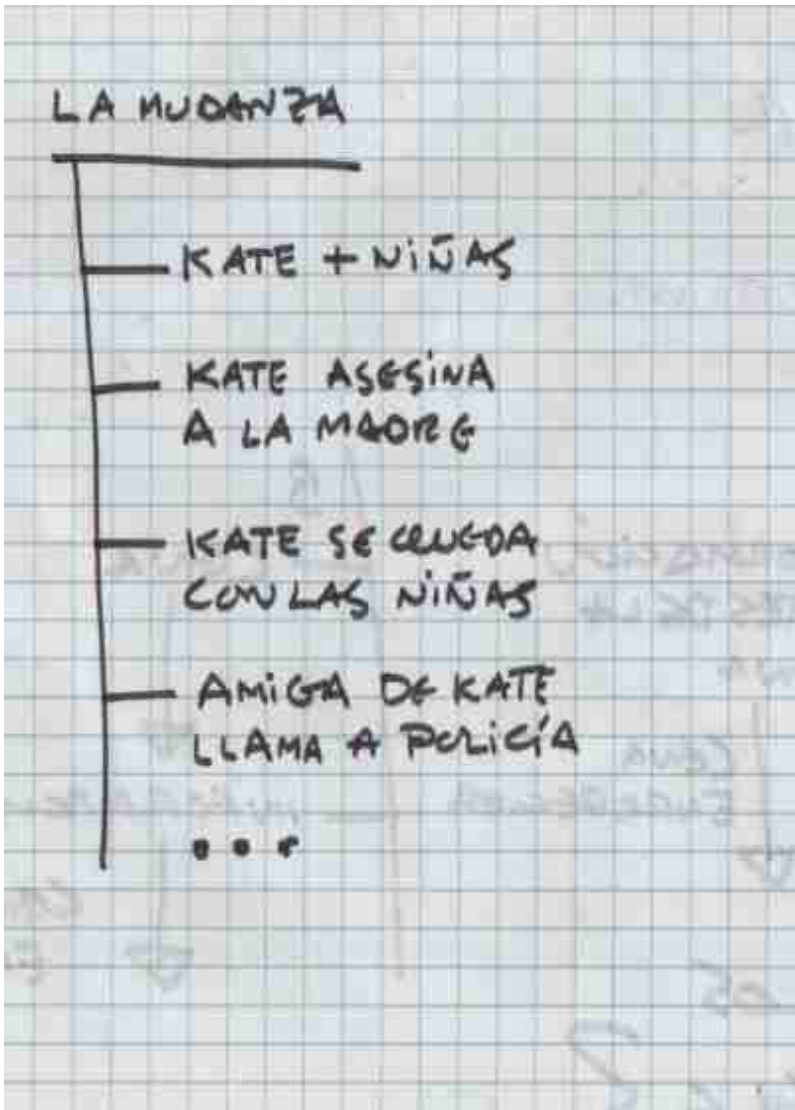 LA MUDANZA
KATE + NIÑAS
KATE ASESINA
A LA MADRE
KATE SE QUEDA
CON LAS NIÑAS
AMIGA DE KATE
LLAMA A POLICÍA
...